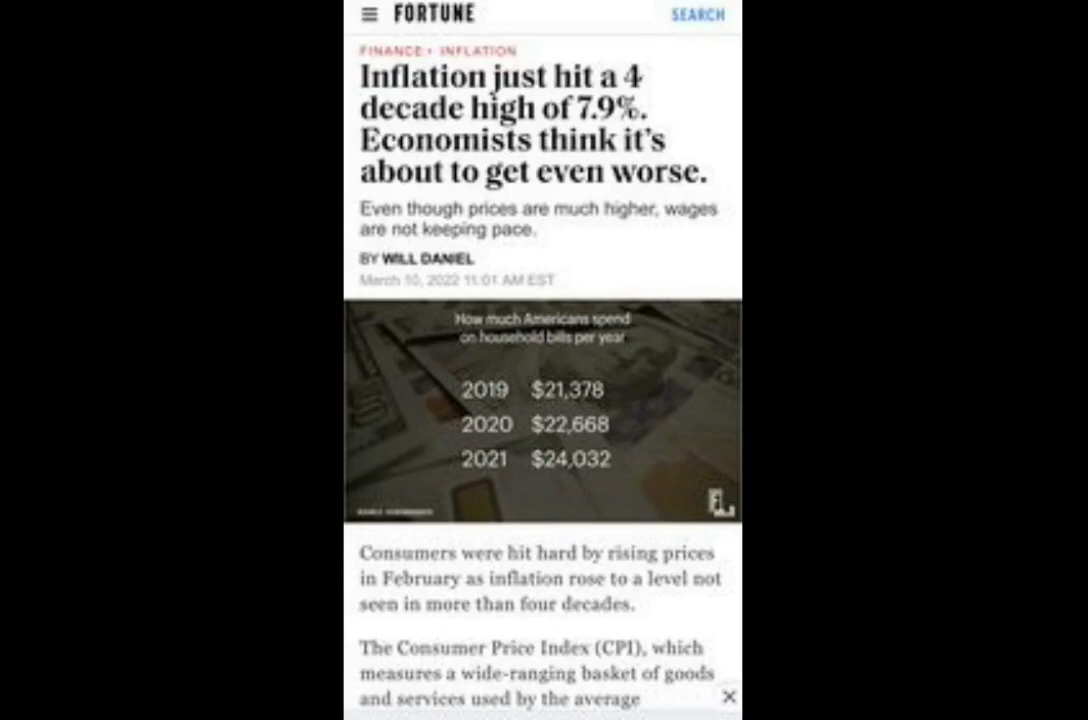 FORTUNE
SEARCH
FINANCE • INFLATION
Inflation just hit a 4
decade high of 7.9%.
Economists think it's
about to get even worse.
Even though prices are much higher, wages
are not keeping pace.
BY WILL DANIEL
March 10, 2022 11:01 AM EST
How much Americans spend
on household bills per year
2019 $21,378
2020 $22,668
2021 $24,032
Consumers were hit hard by rising prices
in February as inflation rose to a level not
seen in more than four decades.
The Consumer Price Index (CPI), which
measures a wide-ranging basket of goods
and services used by the average